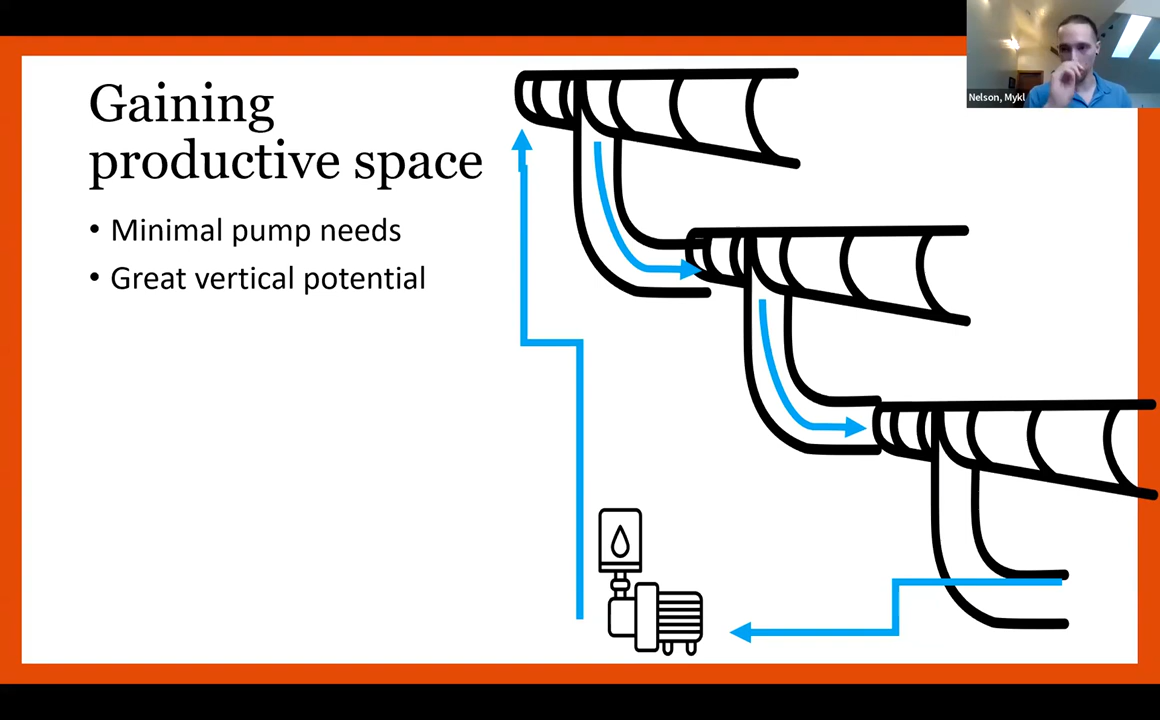 Gaining
productive space
• Minimal pump needs
• Great vertical potential
Nelson, Mykl